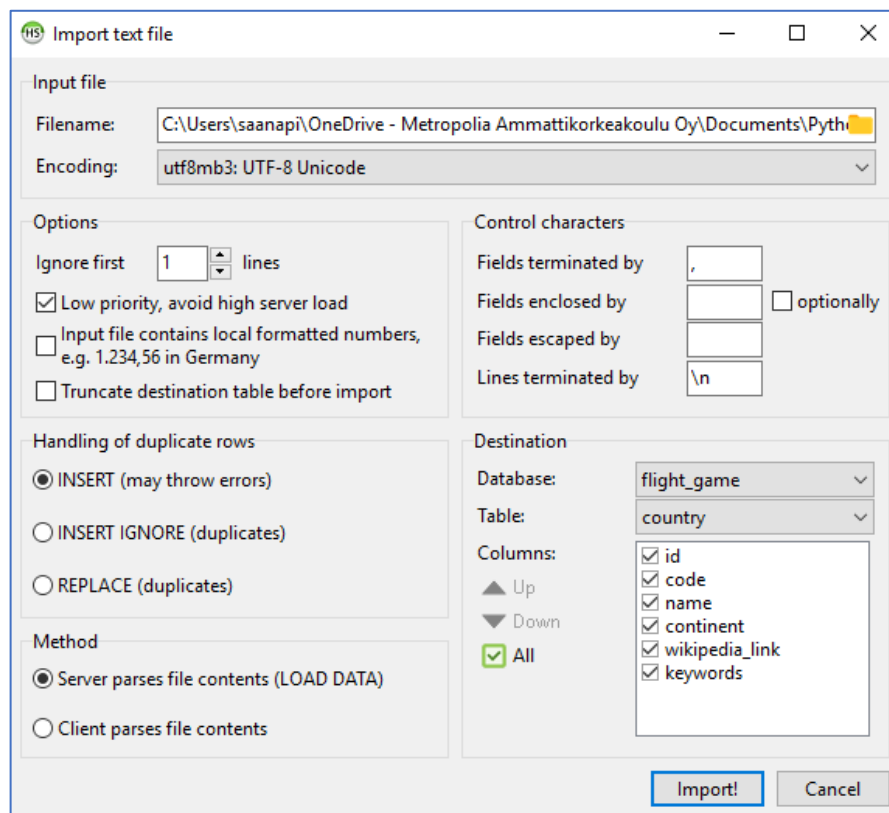 HS Import text file
Input file
Filename: C:\Users\saanapi\OneDrive - Metropolia Ammattikorkeakoulu Oy\Documents\Pytho
Encoding: utf8mb3: UTF-8 Unicode
Options
Ignore first 1 lines
Low priority, avoid high server load
Input file contains local formatted numbers,
e.g. 1.234,56 in Germany
Truncate destination table before import
Control characters
Fields terminated by ,
Fields enclosed by optionally
Fields escaped by
Lines terminated by \n
Handling of duplicate rows
INSERT (may throw errors)
INSERT IGNORE (duplicates)
REPLACE (duplicates)
Method
Server parses file contents (LOAD DATA)
Client parses file contents
Destination
Database: flight_game
Table: country
Columns:
Up
Down
All
id
code
name
continent
wikipedia_link
keywords
Import!
Cancel